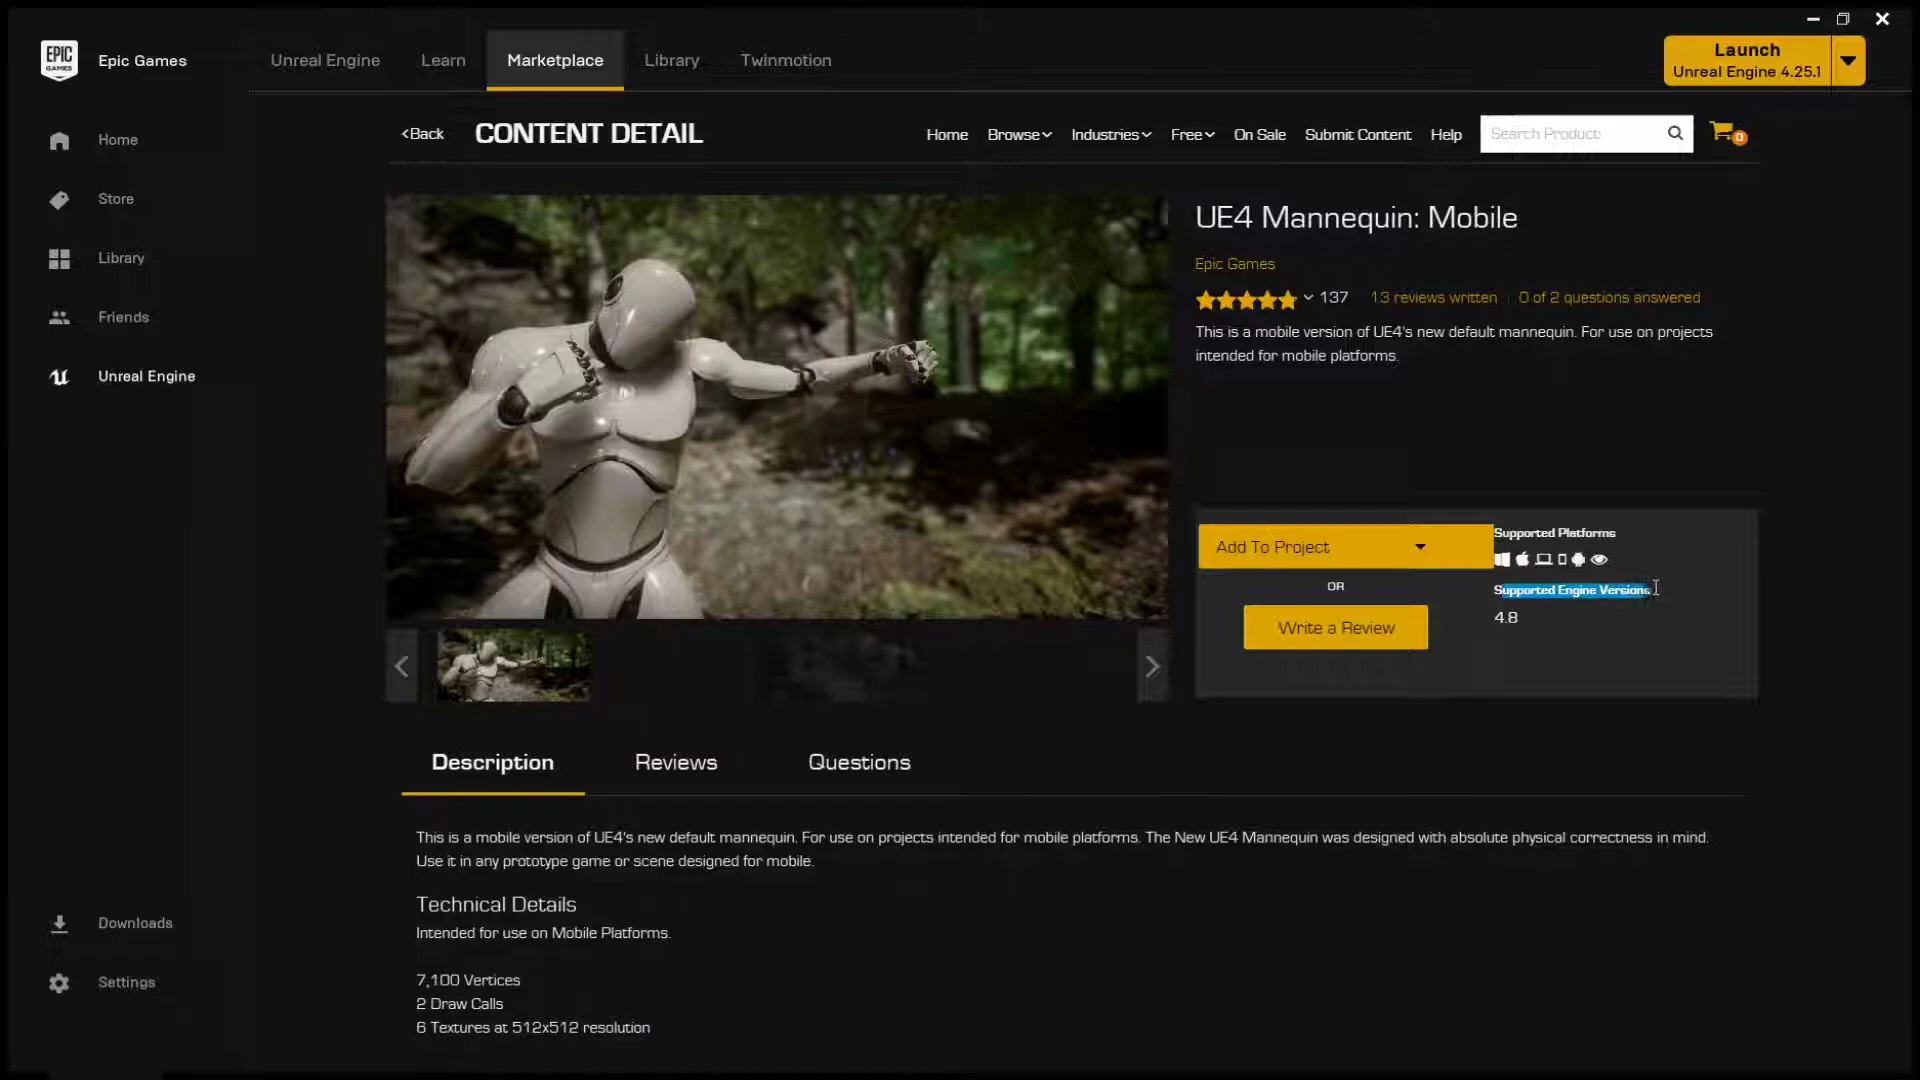 EPIC GAMES
Epic Games
Unreal Engine
Learn
Marketplace
Library
Twinmotion
Launch
Unreal Engine 4.25.1
Home
Store
Library
Friends
Unreal Engine
Downloads
Settings
<Back
CONTENT DETAIL
Home
Browse
Industries
Free
On Sale
Submit Content
Help
Search Product
0
UE4 Mannequin: Mobile
Epic Games
137
13 reviews written
0 of 2 questions answered
This is a mobile version of UE4's new default mannequin. For use on projects
intended for mobile platforms.
Add To Project
OR
Write a Review
Supported Platforms
Supported Engine Versions
4.8
Description
Reviews
Questions
This is a mobile version of UE4's new default mannequin. For use on projects intended for mobile platforms. The New UE4 Mannequin was designed with absolute physical correctness in mind.
Use it in any prototype game or scene designed for mobile.
Technical Details
Intended for use on Mobile Platforms.
7,100 Vertices
2 Draw Calls
6 Textures at 512x512 resolution